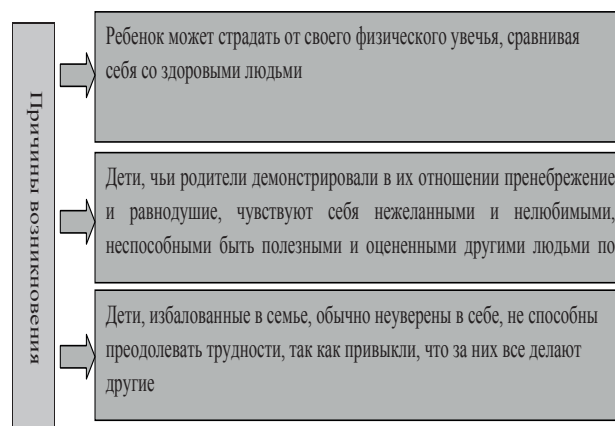 Причины возникновения
Ребенок может страдать от своего физического увечья, сравнивая
себя со здоровыми людьми
Дети, чьи родители демонстрировали в их отношении пренебрежение
и равнодушие, чувствуют себя нежеланными и нелюбимыми,
неспособными быть полезными и оцененными другими людьми по
Дети, избалованные в семье, обычно неуверены в себе, не способны
преодолевать трудности, так как привыкли, что за них все делают
другие